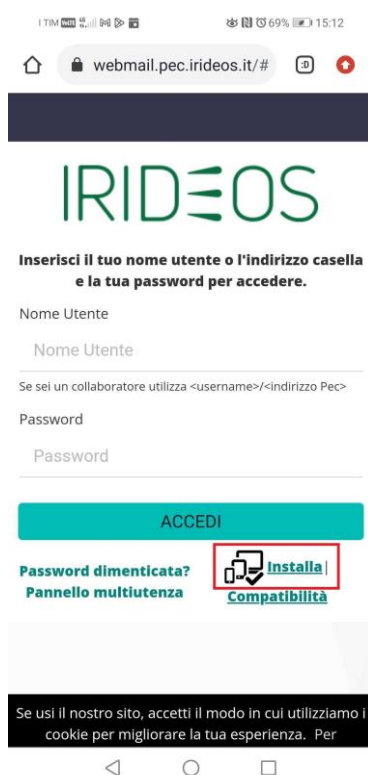 TIM 69% 15:12
webmail.pec.irideos.it/# :D
IRIDEOS
Inserisci il tuo nome utente o l'indirizzo casella
e la tua password per accedere.
Nome Utente
Nome Utente
Se sei un collaboratore utilizza <username>/<indirizzo Pec>
Password
Password
ACCEDI
Password dimenticata? Installa|
Pannello multiutenza Compatibilità
Se usi il nostro sito, accetti il modo in cui utilizziamo i
cookie per migliorare la tua esperienza. Per